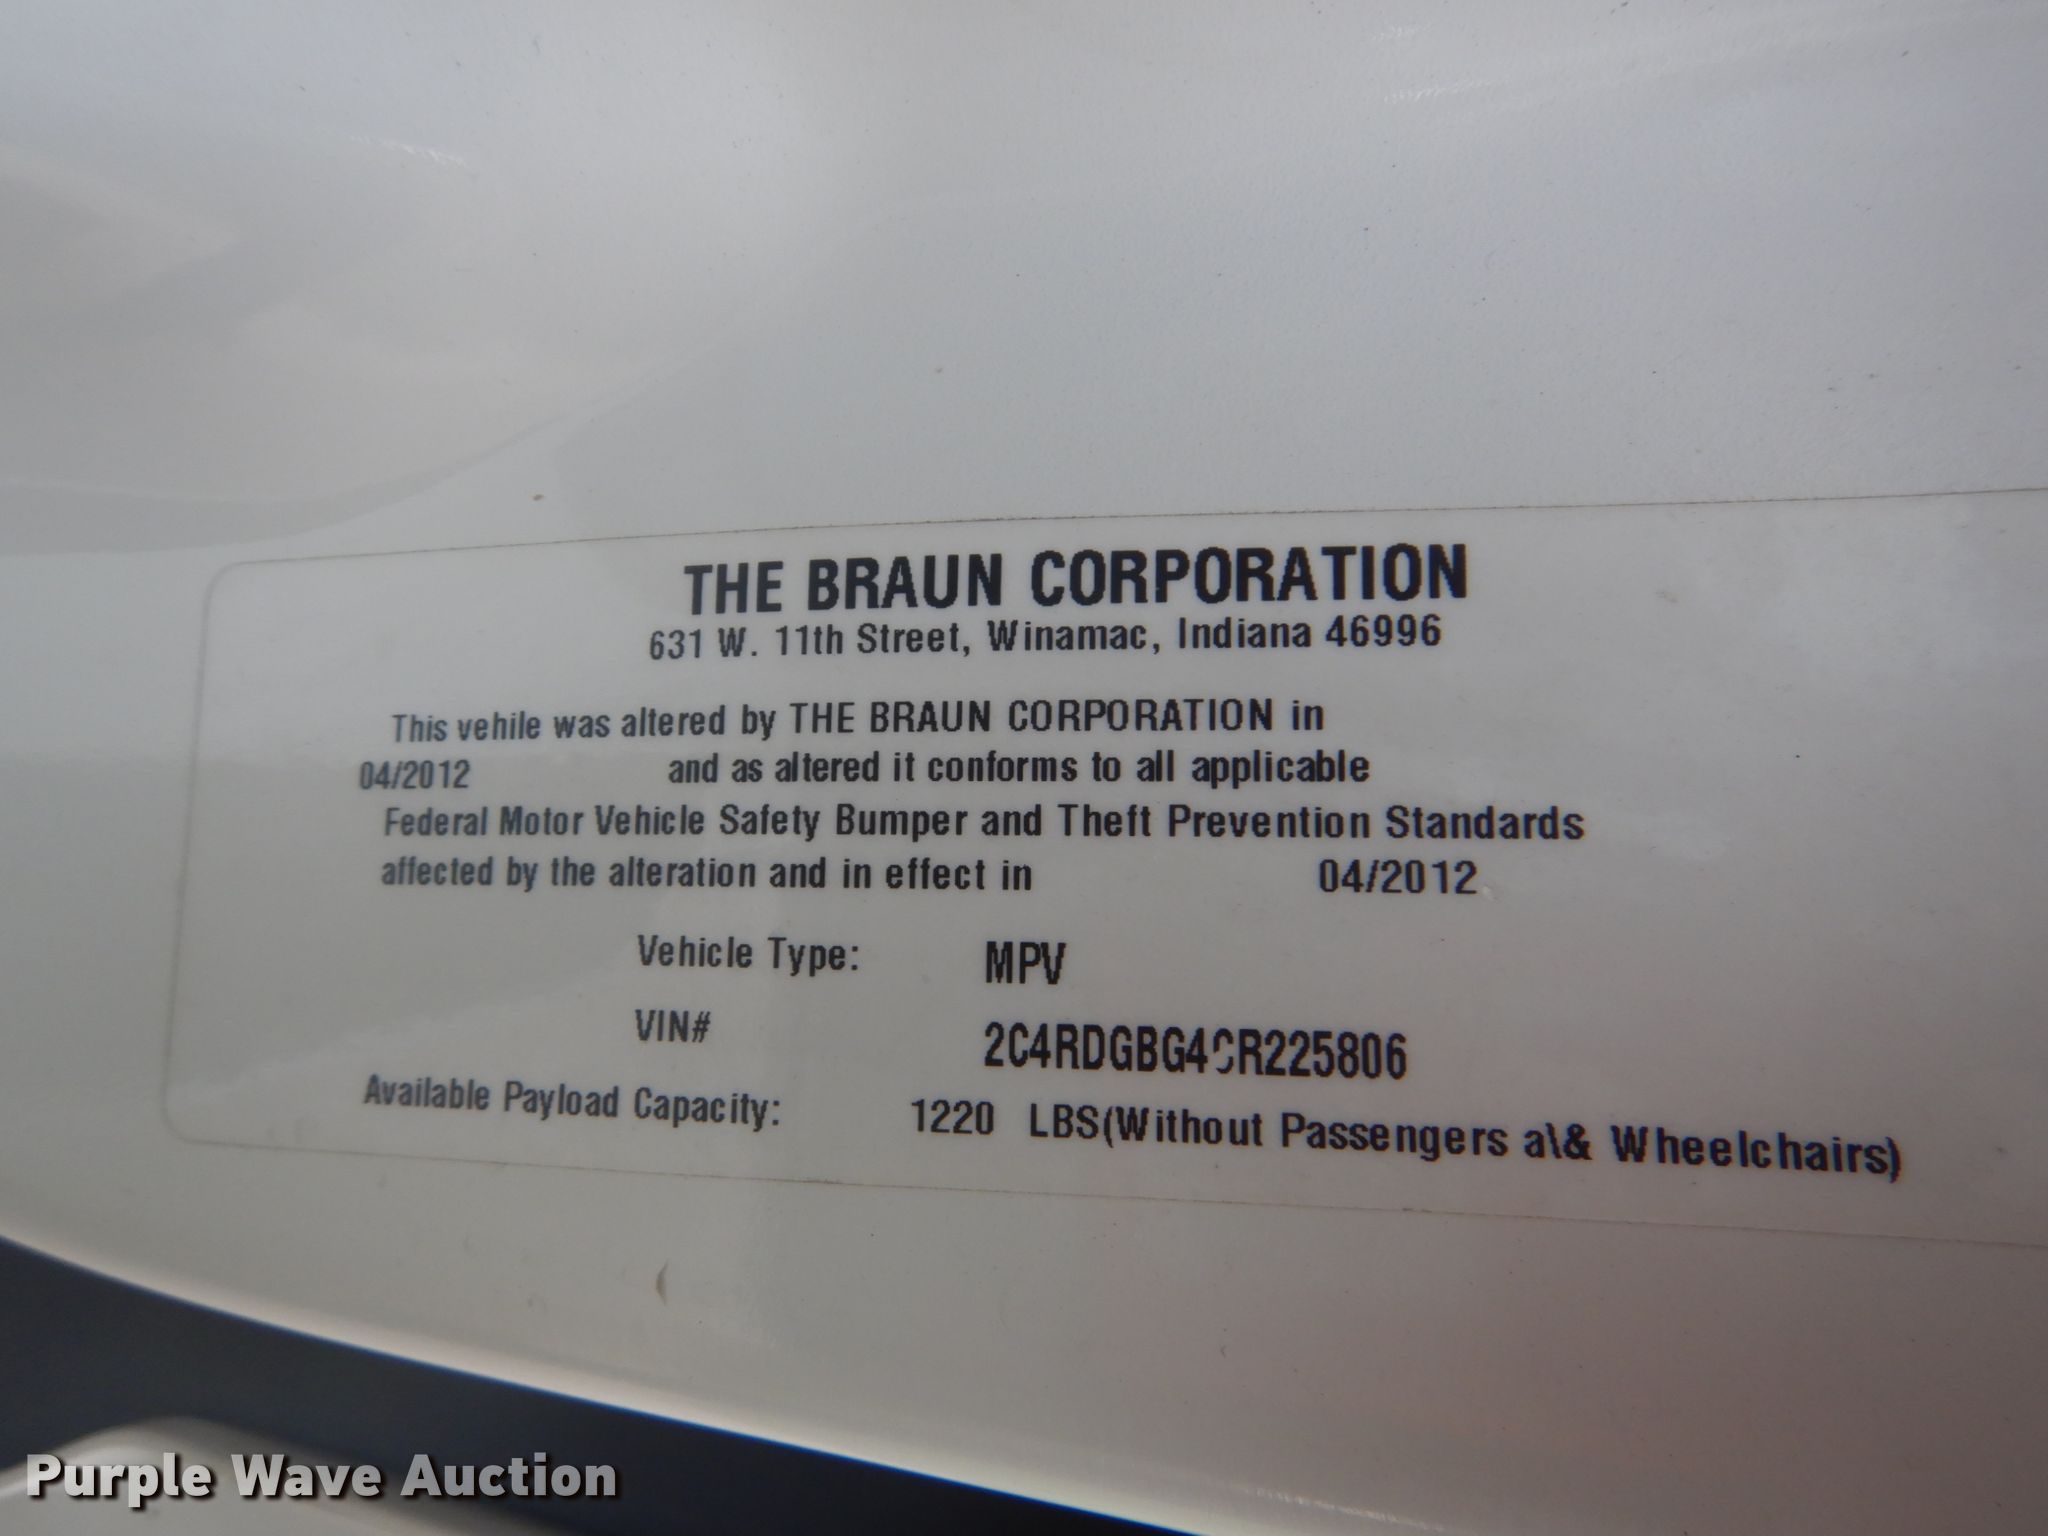 THE BRAUN CORPORATION
631 W. 11th Street, Winamac, Indiana 46996
This vehile was altered by THE BRAUN CORPORATION in
04/2012 and as altered it conforms to all applicable
Federal Motor Vehicle Safety Bumper and Theft Prevention Standards
affected by the alteration and in effect in 04/2012
Vehicle Type: MPV
VIN# 2C4RDGBG4CR225806
Available Payload Capacity: 1220 LBS(Without Passengers a\& Wheelchairs)
Purple Wave Auction